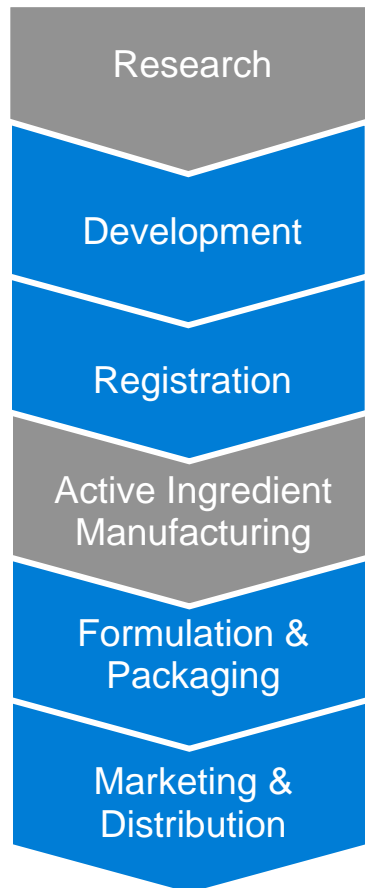 Research
Development
Registration
Active Ingredient
Manufacturing
Formulation &
Packaging
Marketing &
Distribution